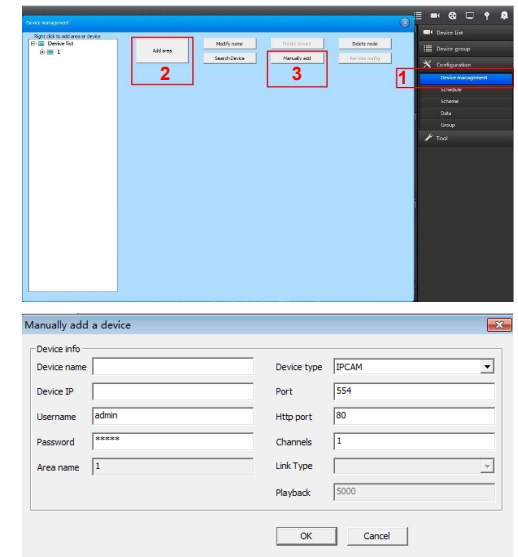 Device management
Right click to add area or device
Device list
1
Add area
2
Modify name
Delete node
Search Device
Manually add
Remote config
3
1
Device List
Device group
Configuration
Device management
Schedule
Scheme
Data
Group
Tool
Manually add a device
Device info
Device name
Device type IPCAM
Device IP
Port 554
Username admin
Http port 80
Password *****
Channels 1
Area name 1
Link Type
Playback 5000
OK Cancel